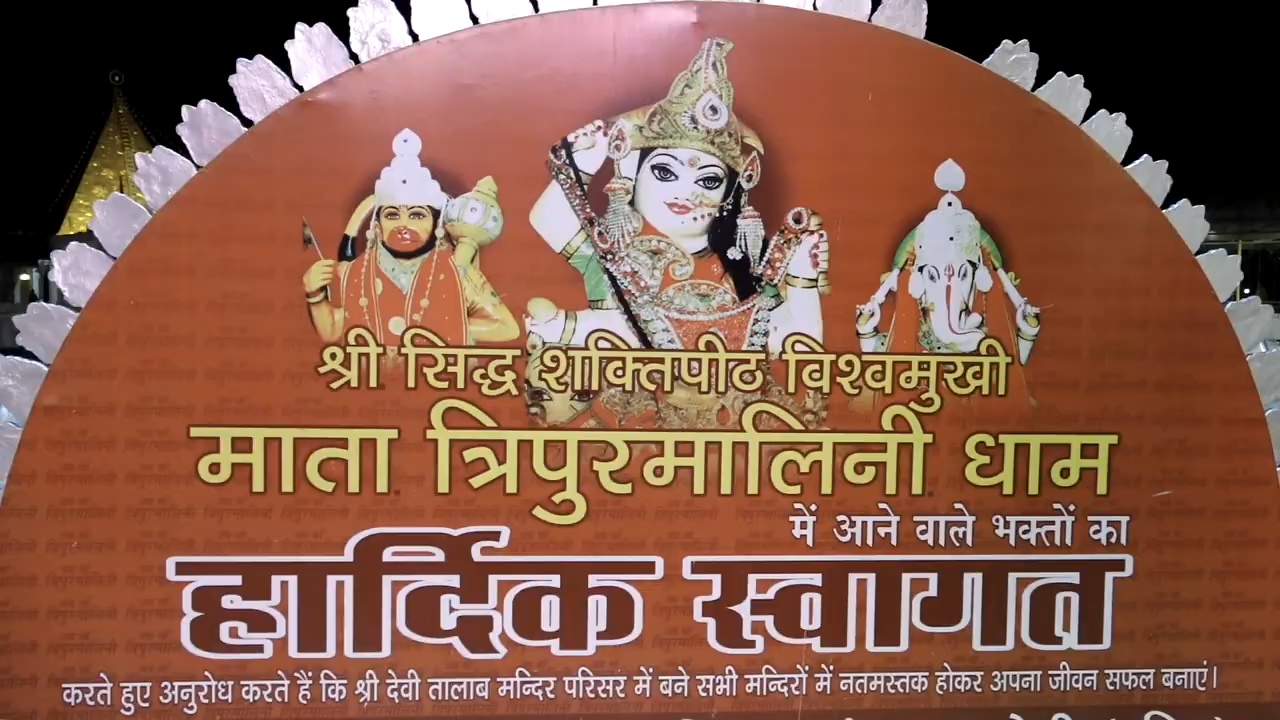 श्री सिद्ध शक्तिपीठ विश्वमुखी
माता त्रिपुरमालिनी धाम
में आने वाले भक्तों का
हार्दिक स्वागत
करते हुए अनुरोध करते हैं कि श्री देवी तालाब मन्दिर परिसर में बने सभी मन्दिरों में नतमस्तक होकर अपना जीवन सफल बनाएं।